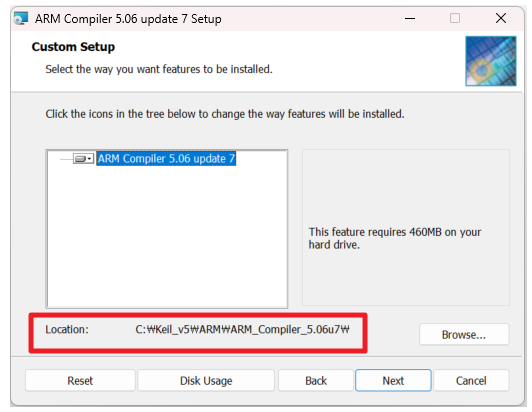 ARM Compiler 5.06 update 7 Setup
Custom Setup
Select the way you want features to be installed.
Click the icons in the tree below to change the way features will be installed.
ARM Compiler 5.06 update 7
This feature requires 460MB on your
hard drive.
Location: C:₩Keil_v5₩ARM₩ARM_Compiler_5.06u7₩
Browse...
Reset Disk Usage Back Next Cancel